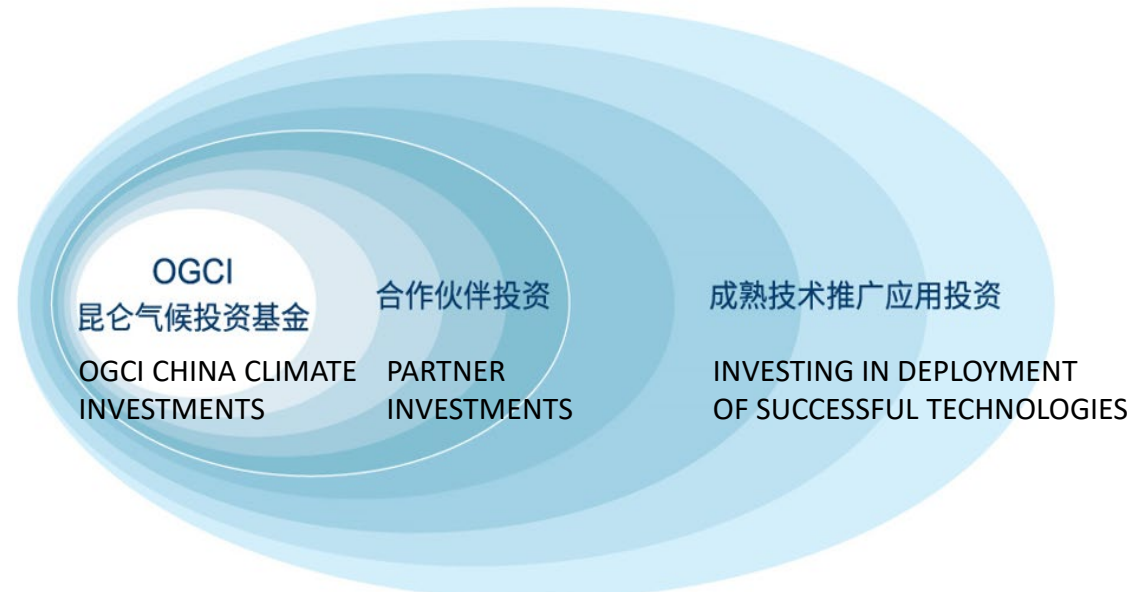 OGCI
昆仑气候投资基金
合作伙伴投资
成熟技术推广应用投资
OGCI CHINA CLIMATE
INVESTMENTS
PARTNER
INVESTMENTS
INVESTING IN DEPLOYMENT
OF SUCCESSFUL TECHNOLOGIES